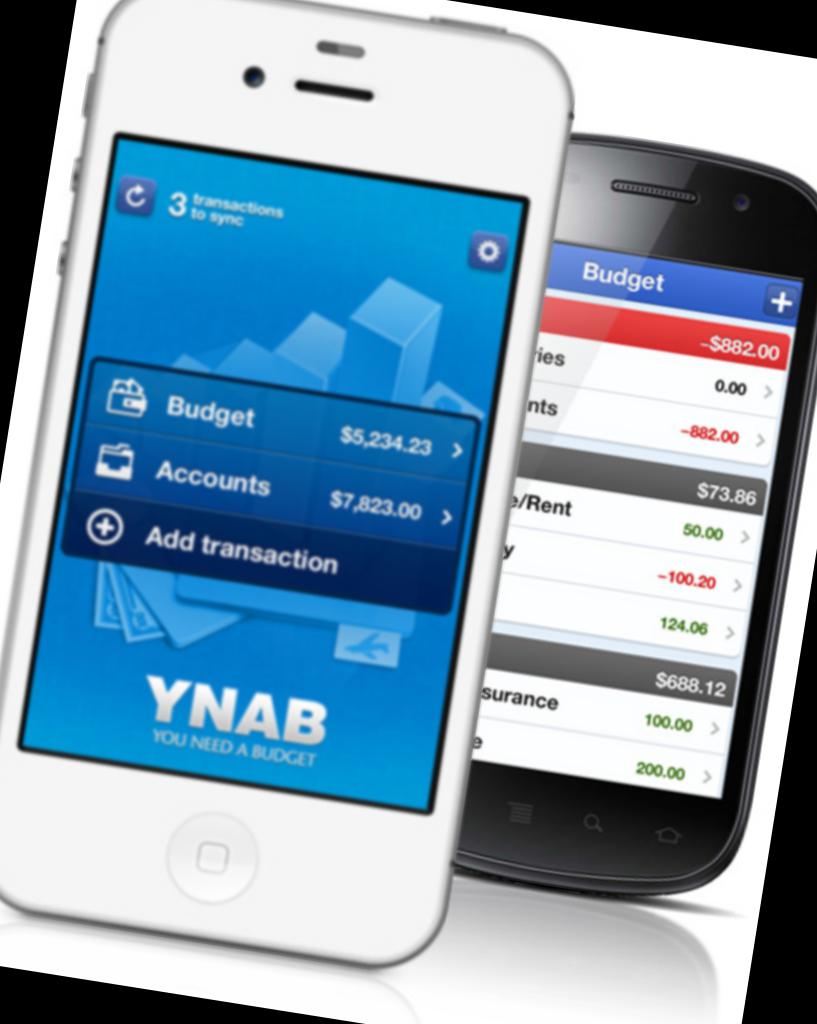 3 transactions
to sync
Budget $5,234.23
Accounts $7,823.00
Add transaction
YNAB
YOU NEED A BUDGET
Budget
-$882.00
ries 0.00
nts -882.00
$73.86
e/Rent 50.00
y -100.20
124.06
$688.12
surance 100.00
e 200.00